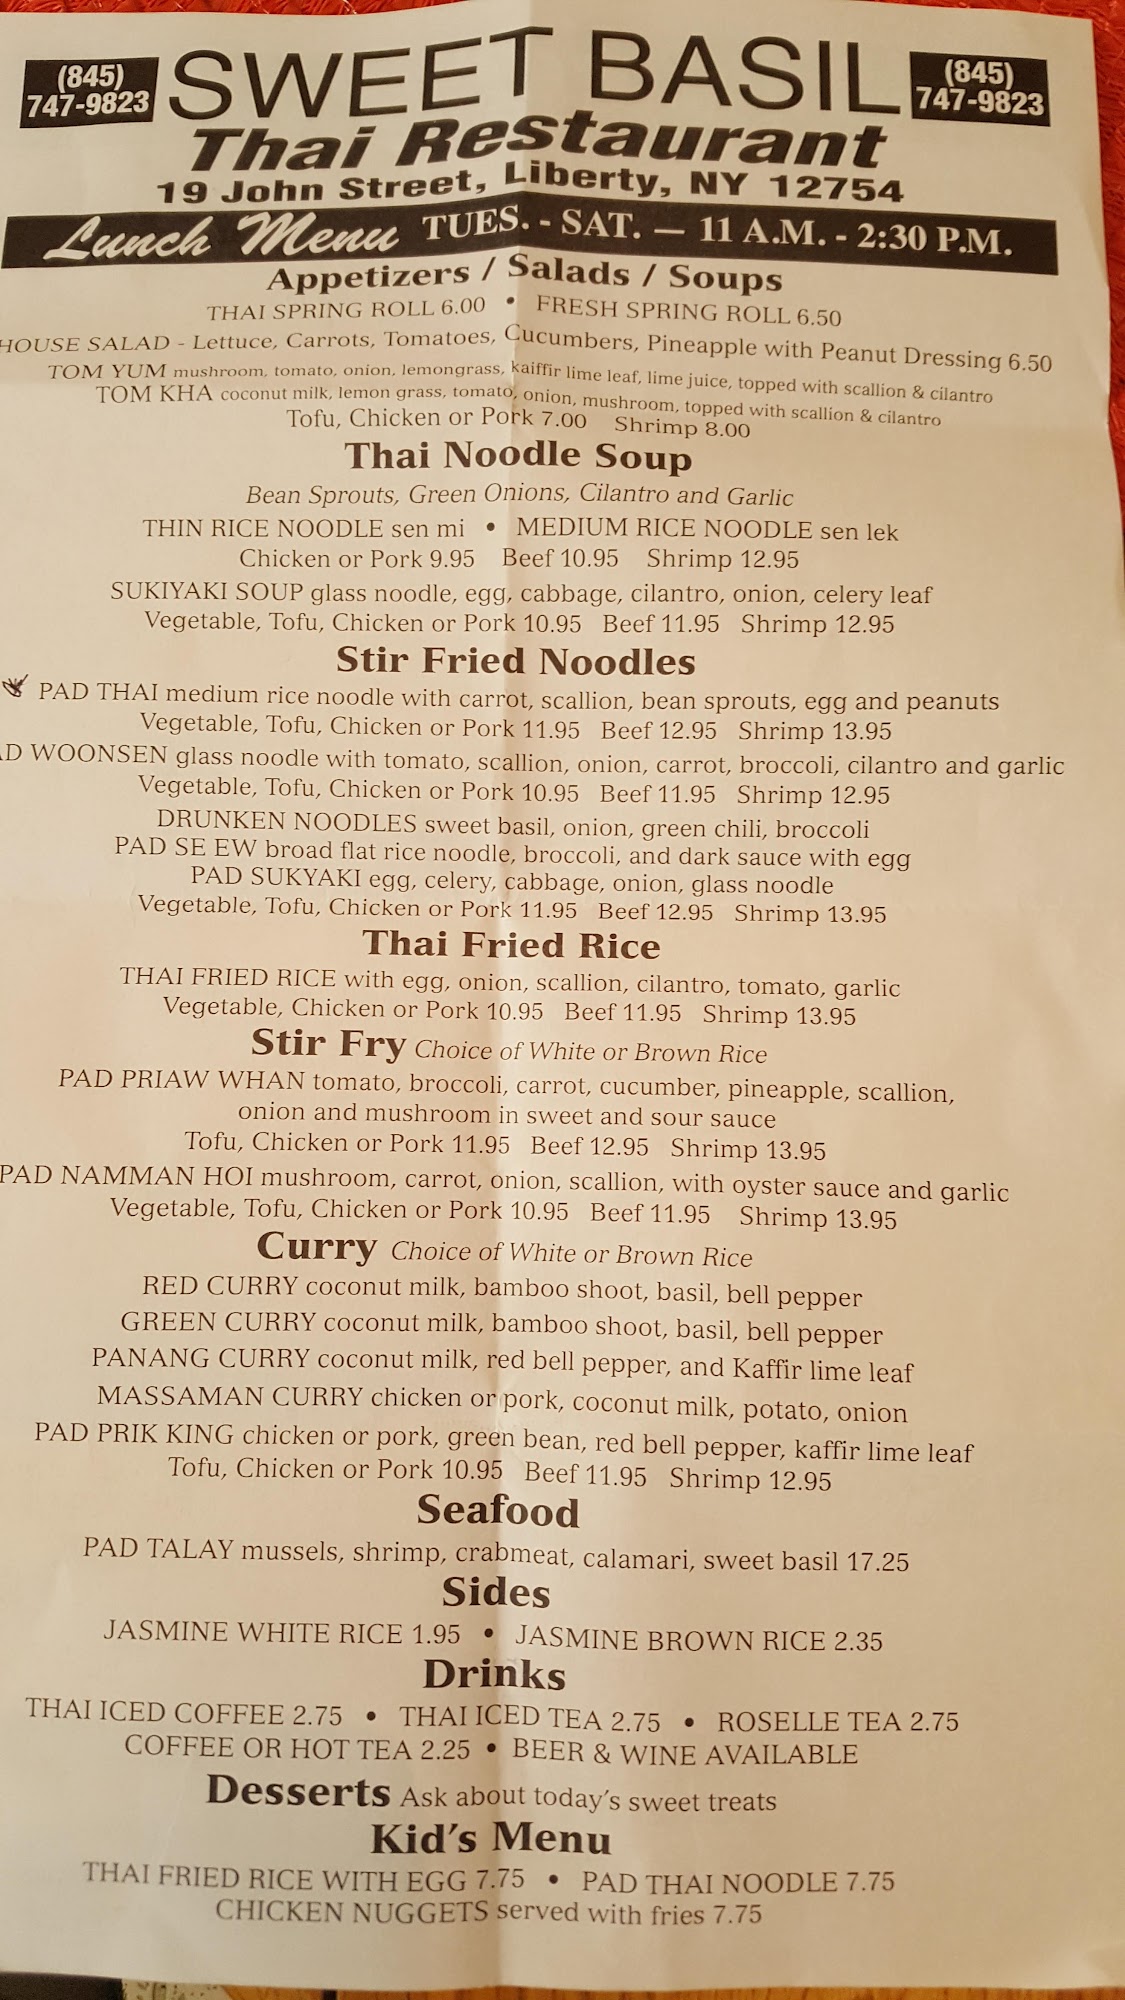 (845)
747-9823
SWEET BASIL
(845)
747-9823
Thai Restaurant
19 John Street, Liberty, NY 12754
Lunch Menu TUES. - SAT. — 11 A.M. - 2:30 P.M.
Appetizers / Salads / Soups
THAI SPRING ROLL 6.00 • FRESH SPRING ROLL 6.50
HOUSE SALAD - Lettuce, Carrots, Tomatoes, Cucumbers, Pineapple with Peanut Dressing 6.50
TOM YUM mushroom, tomato, onion, lemongrass, kaiffir lime leaf, lime juice, topped with scallion & cilantro
TOM KHA coconut milk, lemon grass, tomato, onion, mushroom, topped with scallion & cilantro
Tofu, Chicken or Pork 7.00 Shrimp 8.00
Thai Noodle Soup
Bean Sprouts, Green Onions, Cilantro and Garlic
THIN RICE NOODLE sen mi • MEDIUM RICE NOODLE sen lek
Chicken or Pork 9.95 Beef 10.95 Shrimp 12.95
SUKIYAKI SOUP glass noodle, egg, cabbage, cilantro, onion, celery leaf
Vegetable, Tofu, Chicken or Pork 10.95 Beef 11.95 Shrimp 12.95
Stir Fried Noodles
PAD THAI medium rice noodle with carrot, scallion, bean sprouts, egg and peanuts
Vegetable, Tofu, Chicken or Pork 11.95 Beef 12.95 Shrimp 13.95
AD WOONSEN glass noodle with tomato, scallion, onion, carrot, broccoli, cilantro and garlic
Vegetable, Tofu, Chicken or Pork 10.95 Beef 11.95 Shrimp 12.95
DRUNKEN NOODLES sweet basil, onion, green chili, broccoli
PAD SE EW broad flat rice noodle, broccoli, and dark sauce with egg
PAD SUKYAKI egg, celery, cabbage, onion, glass noodle
Vegetable, Tofu, Chicken or Pork 11.95 Beef 12.95 Shrimp 13.95
Thai Fried Rice
THAI FRIED RICE with egg, onion, scallion, cilantro, tomato, garlic
Vegetable, Chicken or Pork 10.95 Beef 11.95 Shrimp 13.95
Stir Fry Choice of White or Brown Rice
PAD PRIAW WHAN tomato, broccoli, carrot, cucumber, pineapple, scallion,
onion and mushroom in sweet and sour sauce
Tofu, Chicken or Pork 11.95 Beef 12.95 Shrimp 13.95
PAD NAMMAN HOI mushroom, carrot, onion, scallion, with oyster sauce and garlic
Vegetable, Tofu, Chicken or Pork 10.95 Beef 11.95 Shrimp 13.95
Curry Choice of White or Brown Rice
RED CURRY coconut milk, bamboo shoot, basil, bell pepper
GREEN CURRY coconut milk, bamboo shoot, basil, bell pepper
PANANG CURRY coconut milk, red bell pepper, and Kaffir lime leaf
MASSAMAN CURRY chicken or pork, coconut milk, potato, onion
PAD PRIK KING chicken or pork, green bean, red bell pepper, kaffir lime leaf
Tofu, Chicken or Pork 10.95 Beef 11.95 Shrimp 12.95
Seafood
PAD TALAY mussels, shrimp, crabmeat, calamari, sweet basil 17.25
Sides
JASMINE WHITE RICE 1.95 • JASMINE BROWN RICE 2.35
Drinks
THAI ICED COFFEE 2.75 • THAI ICED TEA 2.75 • ROSELLE TEA 2.75
COFFEE OR HOT TEA 2.25 • BEER & WINE AVAILABLE
Desserts Ask about today's sweet treats
Kid's Menu
THAI FRIED RICE WITH EGG 7.75 • PAD THAI NOODLE 7.75
CHICKEN NUGGETS served with fries 7.75